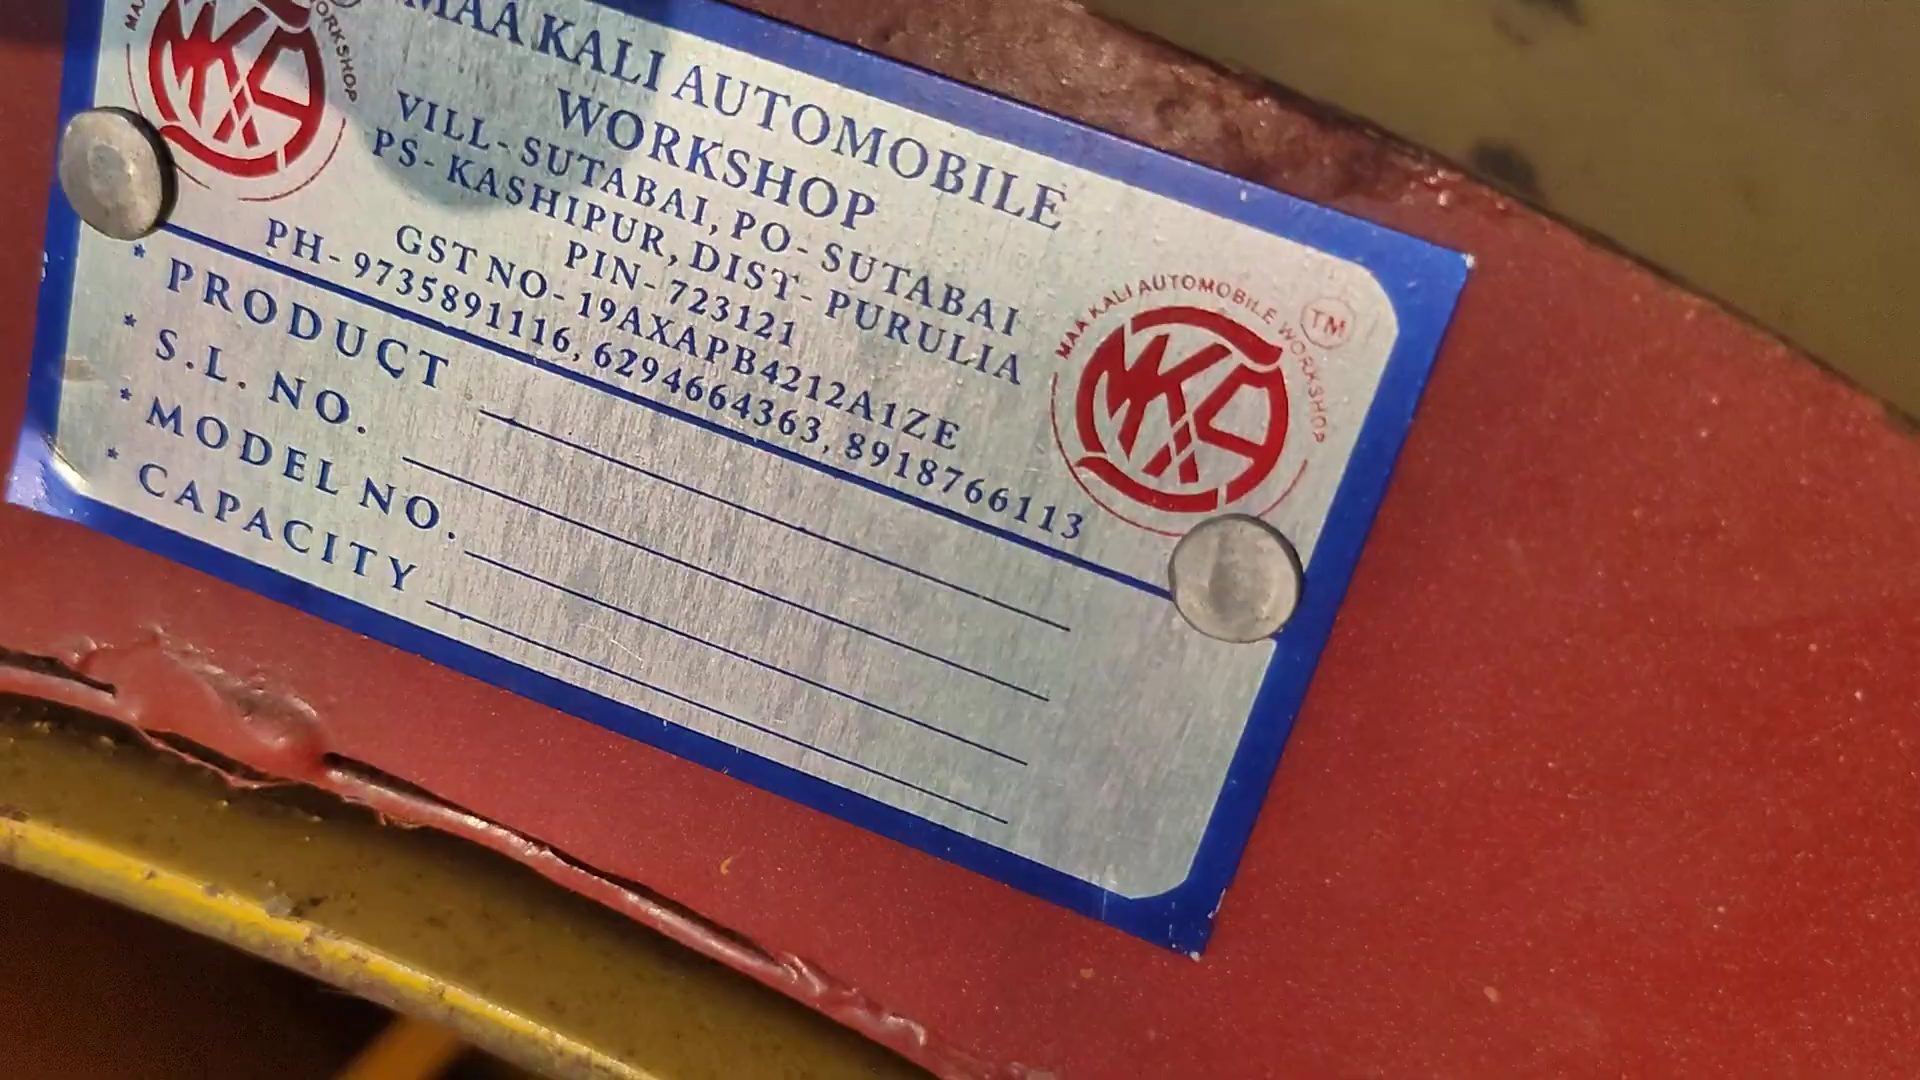 MAA KALI AUTOMOBILE
WORKSHOP
VILL- SUTABAI, PO- SUTABAI
PS- KASHIPUR, DIST- PURULIA
PIN- 723121
GST NO- 19AXAPB4212A1ZE
PH- 9735891116, 6294664363, 8918766113
* PRODUCT
* S.L. NO.
* MODEL NO.
* CAPACITY
MAA KALI AUTOMOBILE WORKSHOP
TM
WORKSHOP